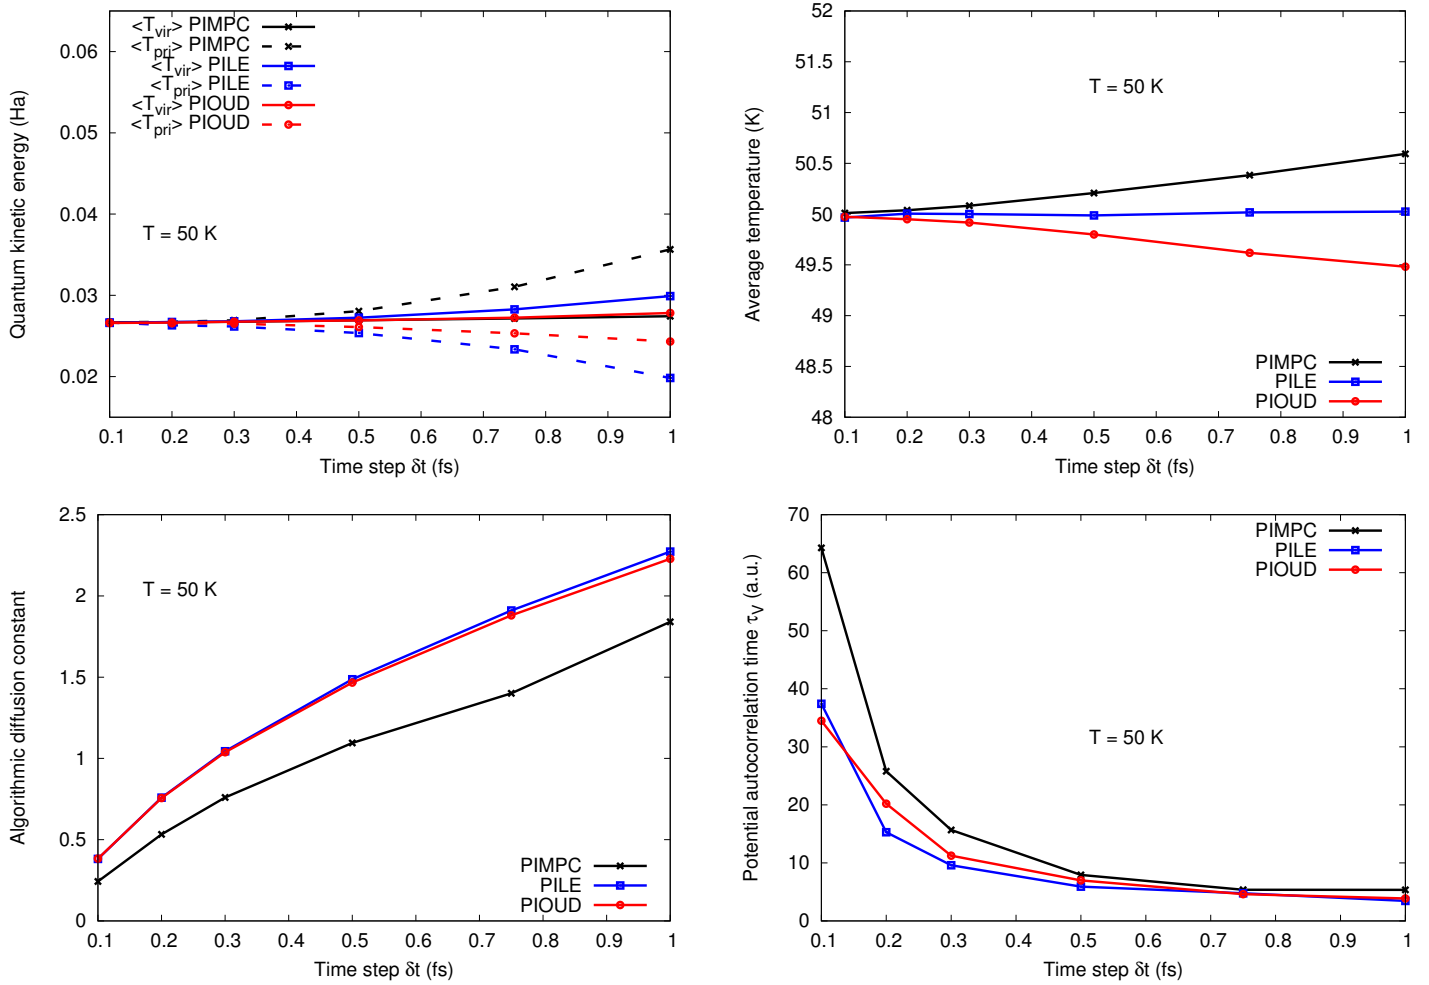 0.06
0.05
0.04
0.03
0.02
Quantum kinetic energy (Ha)
<T_vir> PIMPC
<T_pri> PIMPC
<T_vir> PILE
<T_pri> PILE
<T_vir> PIOUD
<T_pri> PIOUD
T = 50 K
0.1 0.2 0.3 0.4 0.5 0.6 0.7 0.8 0.9 1
Time step δt (fs)
52
51.5
51
50.5
50
49.5
49
48.5
48
Average temperature (K)
T = 50 K
PIMPC
PILE
PIOUD
0.1 0.2 0.3 0.4 0.5 0.6 0.7 0.8 0.9 1
Time step δt (fs)
2.5
2
1.5
1
0.5
0
Algorithmic diffusion constant
T = 50 K
PIMPC
PILE
PIOUD
0.1 0.2 0.3 0.4 0.5 0.6 0.7 0.8 0.9 1
Time step δt (fs)
70
60
50
40
30
20
10
0
Potential autocorrelation time τ_V (a.u.)
PIMPC
PILE
PIOUD
T = 50 K
0.1 0.2 0.3 0.4 0.5 0.6 0.7 0.8 0.9 1
Time step δt (fs)